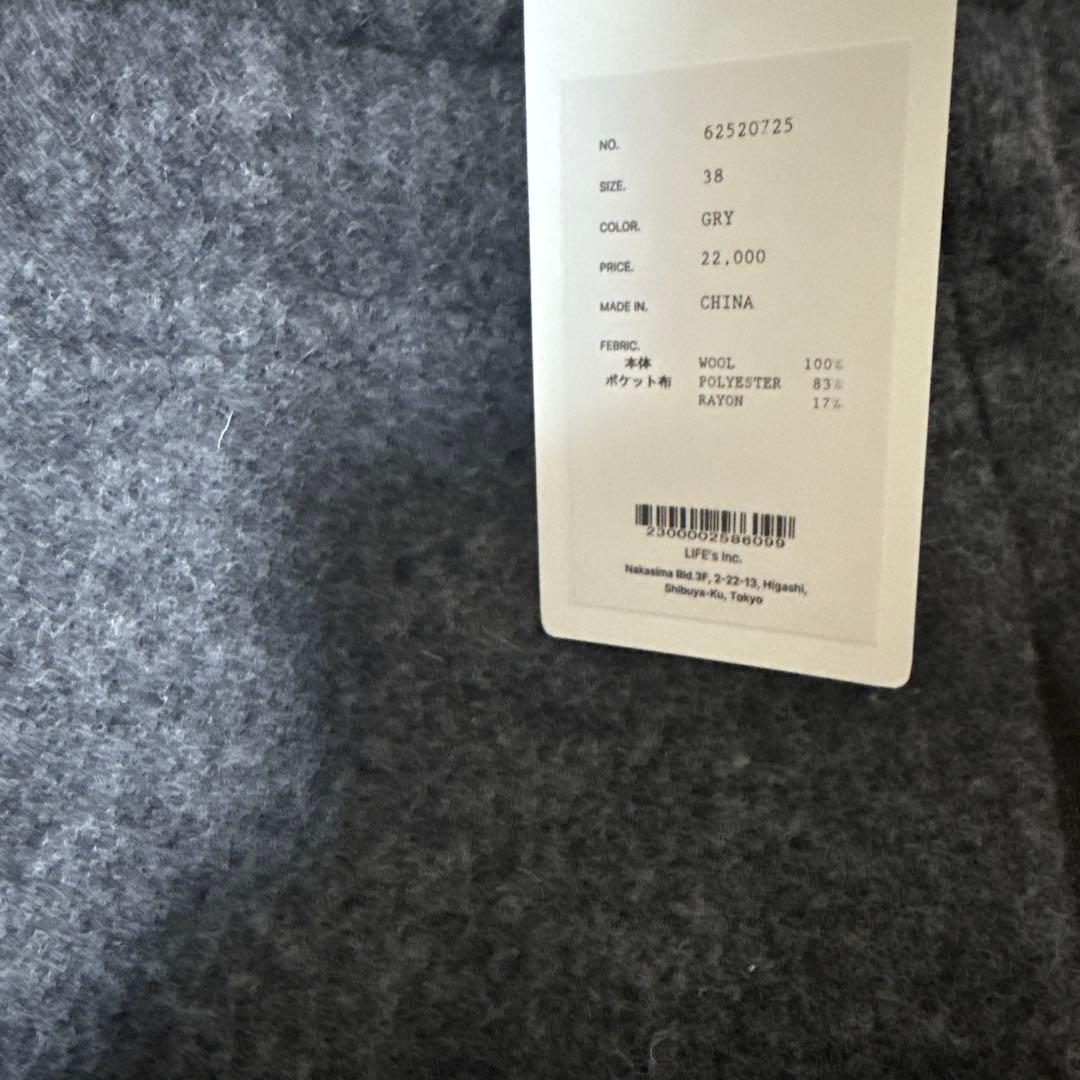 NO. 62520725
SIZE. 38
COLOR. GRY
PRICE. 22,000
MADE IN. CHINA
FEBRIC.
本体 WOOL 100%
ポケット布 POLYESTER 83%
RAYON 17%
2300002586099
LIFE's Inc.
Nakasima Bld.3F, 2-22-13, Higashi,
Shibuya-Ku, Tokyo